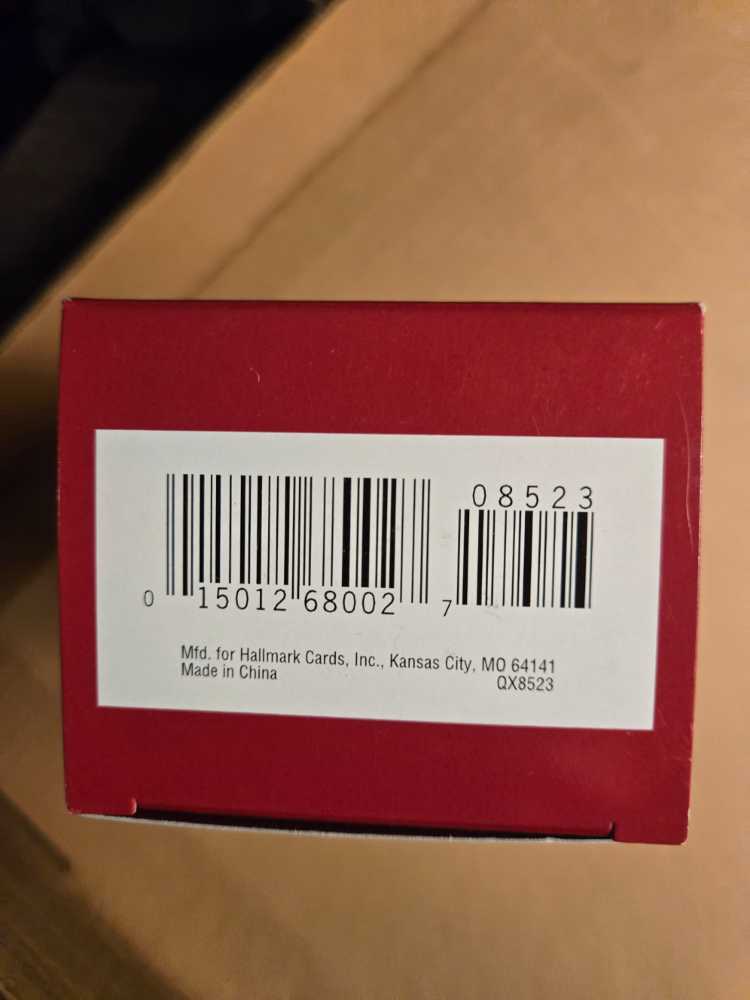 08523
0 15012 68002 7
Mfd. for Hallmark Cards, Inc., Kansas City, MO 64141
Made in China QX8523